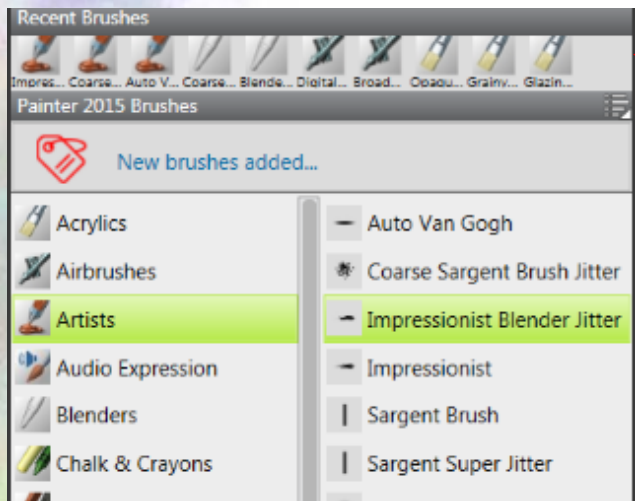 Recent Brushes
Impres... Coarse... Auto V... Coarse... Blende... Digital... Broad... Opaqu... Grainy... Glazin...
Painter 2015 Brushes
New brushes added...
Acrylics
Airbrushes
Artists
Audio Expression
Blenders
Chalk & Crayons
Auto Van Gogh
Coarse Sargent Brush Jitter
Impressionist Blender Jitter
Impressionist
Sargent Brush
Sargent Super Jitter